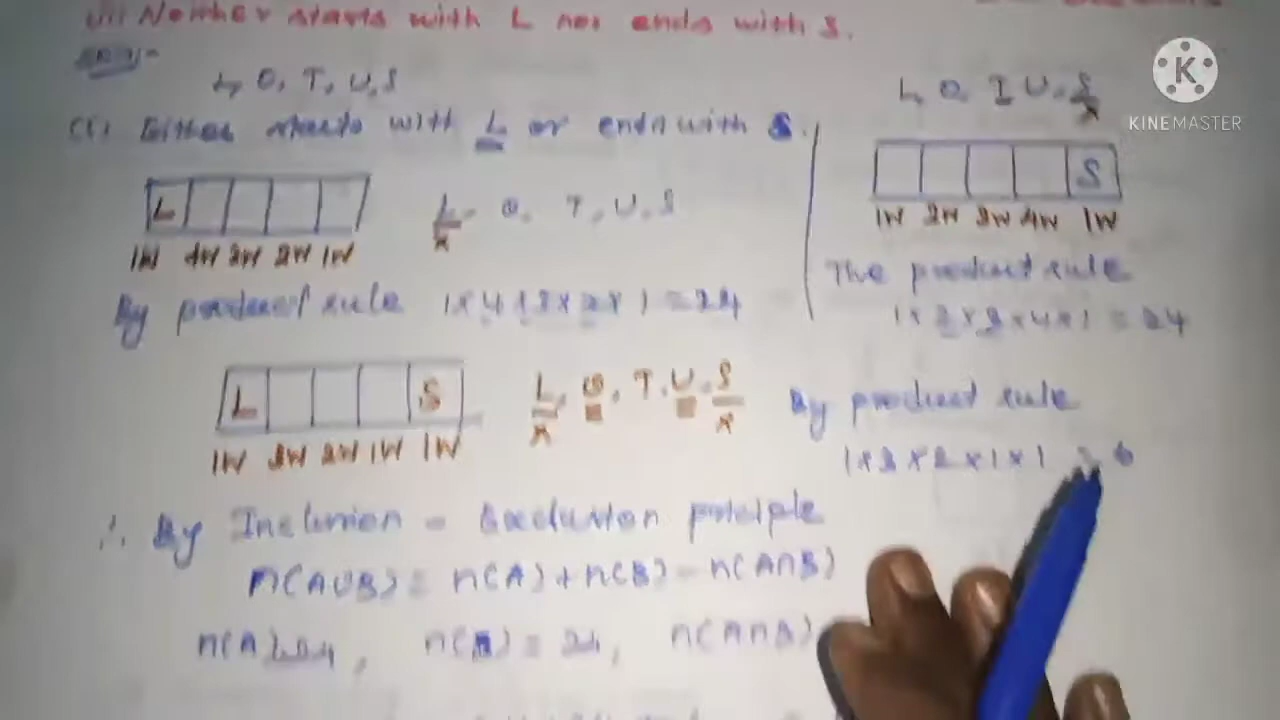 ii) Neither starts with L nor ends with S.
L, O, T, U, S
(i) Either starts with L or ends with S.
L
1W 4W 3W 2W 1W
L, O, T, U, S
x
By product rule 1×4×3×2×1 = 24
L, O, T, U, S
x
S
1W 2W 3W 4W 1W
The product rule
1×2×3×4×1 = 24
L S
1W 3W 2W 1W 1W
L, O, T, U, S
x x
By product rule
1×3×2×1×1 = 6
∴ By Inclusion - Exclusion principle
n(A∪B) = n(A) + n(B) - n(A∩B)
n(A) = 24, n(B) = 24, n(A∩B)
K
KINEMASTER